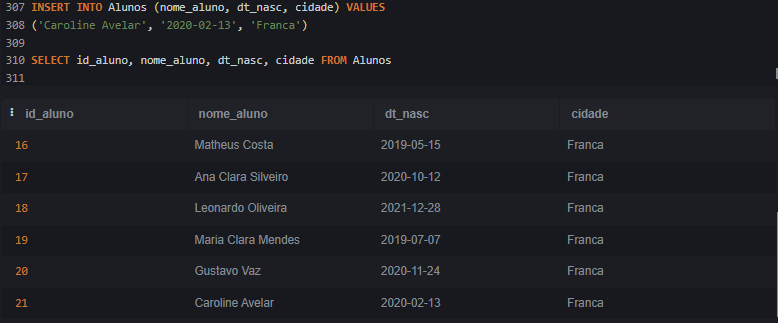 307 INSERT INTO Alunos (nome_aluno, dt_nasc, cidade) VALUES
308 ('Caroline Avelar', '2020-02-13', 'Franca')
309
310 SELECT id_aluno, nome_aluno, dt_nasc, cidade FROM Alunos
311
id_aluno nome_aluno dt_nasc cidade
16 Matheus Costa 2019-05-15 Franca
17 Ana Clara Silveiro 2020-10-12 Franca
18 Leonardo Oliveira 2021-12-28 Franca
19 Maria Clara Mendes 2019-07-07 Franca
20 Gustavo Vaz 2020-11-24 Franca
21 Caroline Avelar 2020-02-13 Franca